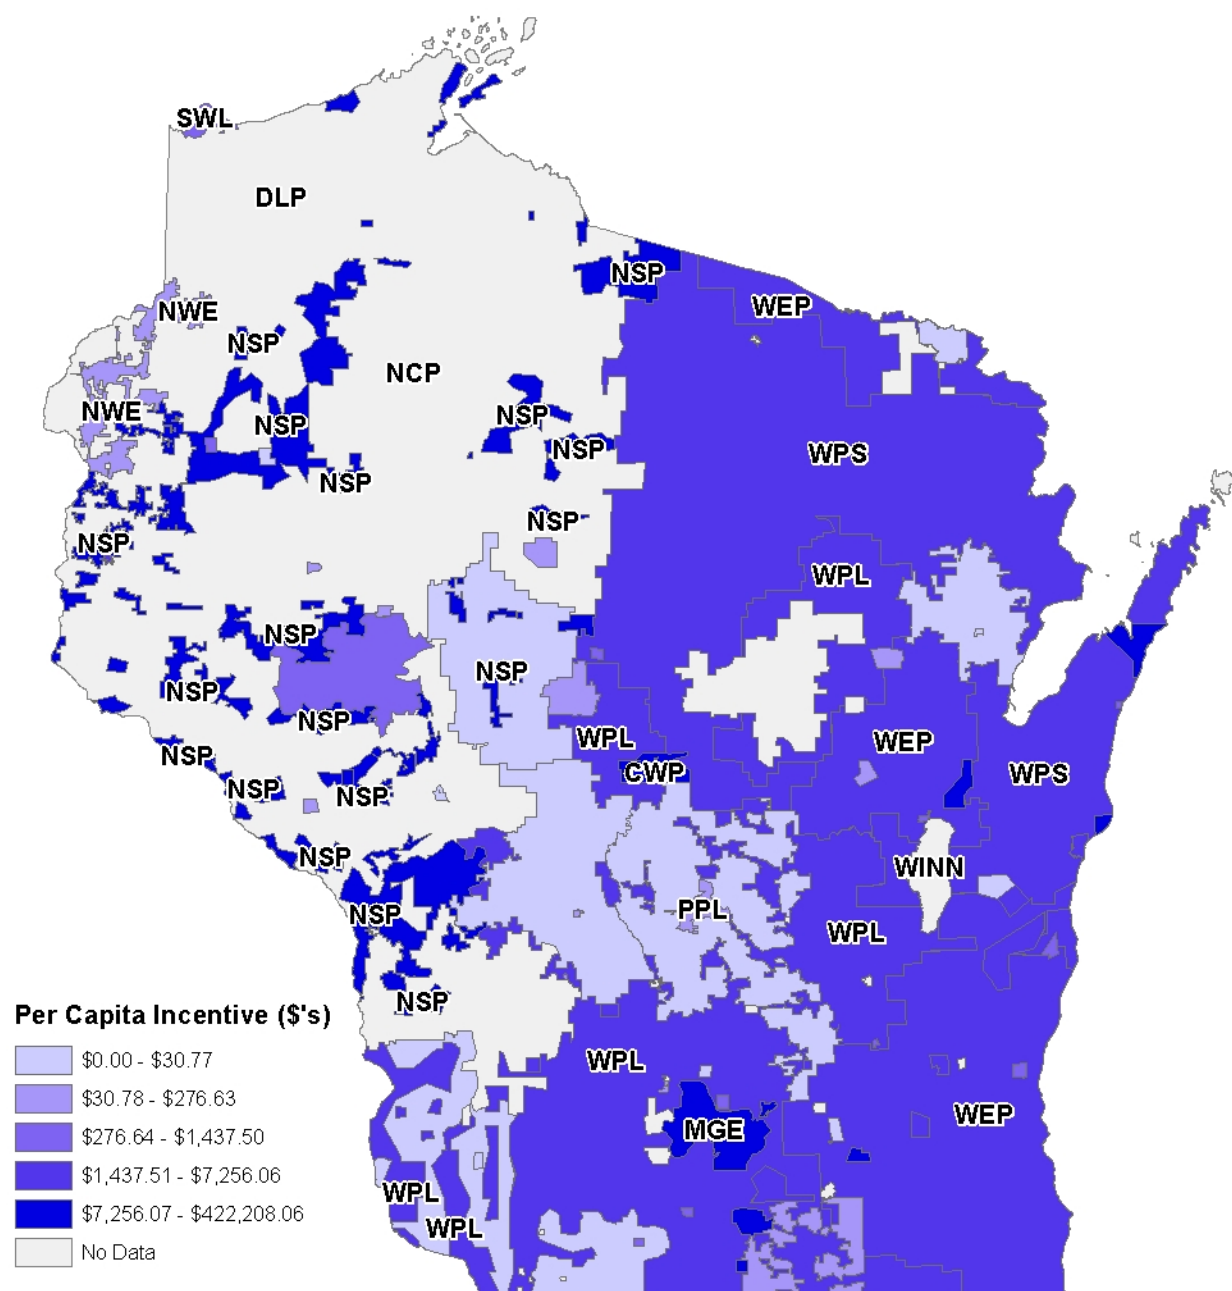 SWL
DLP
NSP
NWE
WEP
NSP
NCP
NWE
NSP
NSP
NSP
WPS
NSP
NSP
NSP
WPL
NSP
NSP
NSP
NSP
WPL
WEP
NSP
CWP
WPS
NSP
NSP
NSP
WINN
NSP
PPL
WPL
NSP
WPL
WEP
MGE
WPL
WPL
Per Capita Incentive ($'s)
$0.00 - $30.77
$30.78 - $276.63
$276.64 - $1,437.50
$1,437.51 - $7,256.06
$7,256.07 - $422,208.06
No Data